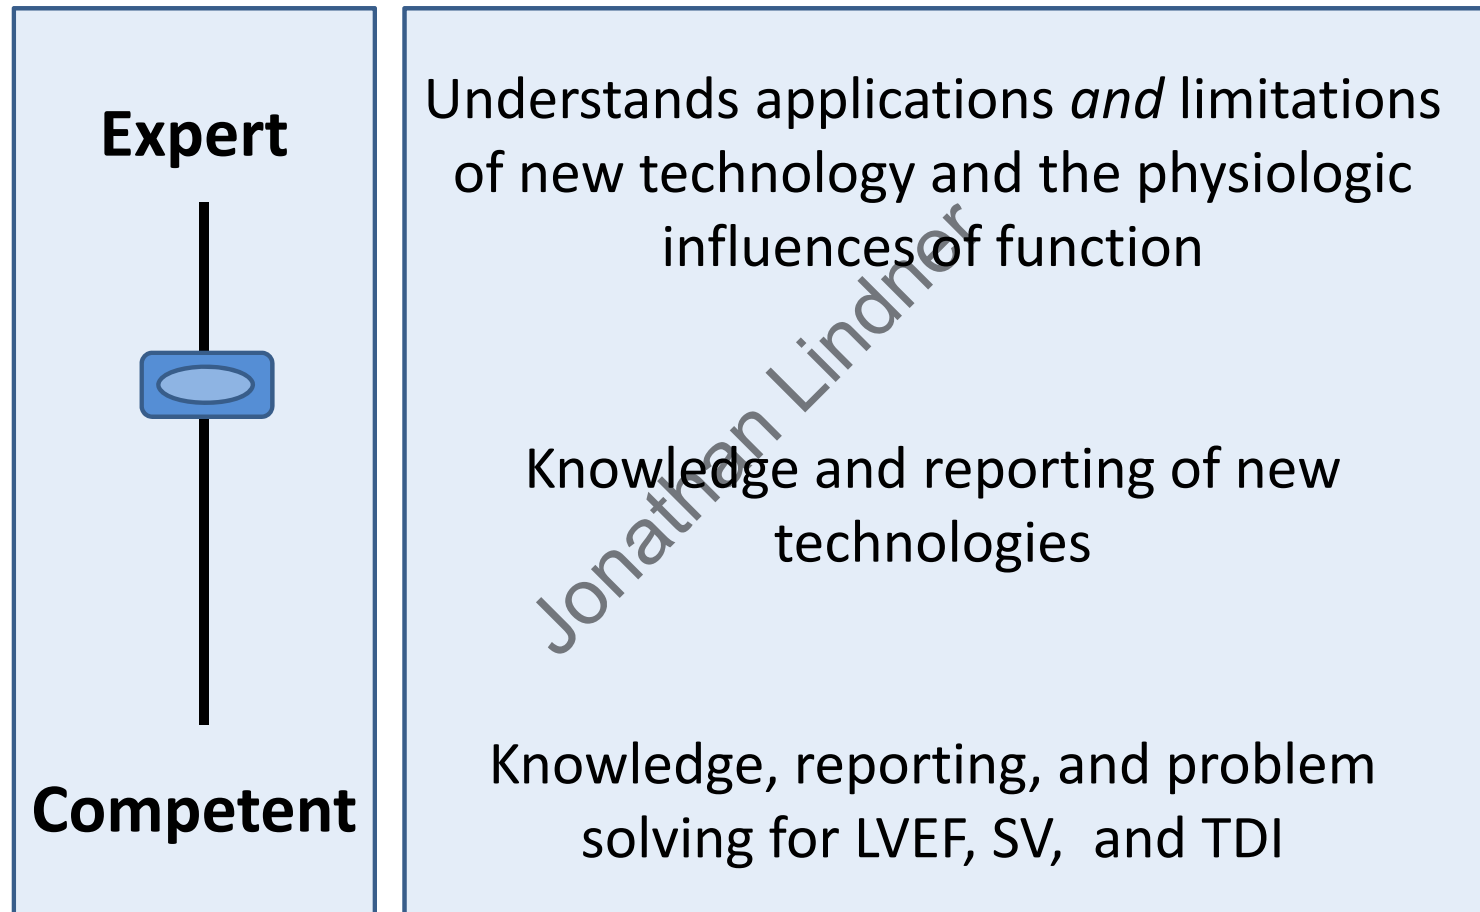 Expert
Competent
Understands applications and limitations
of new technology and the physiologic
influences of function
Knowledge and reporting of new
technologies
Knowledge, reporting, and problem
solving for LVEF, SV,  and TDI
Jonathan Lindner